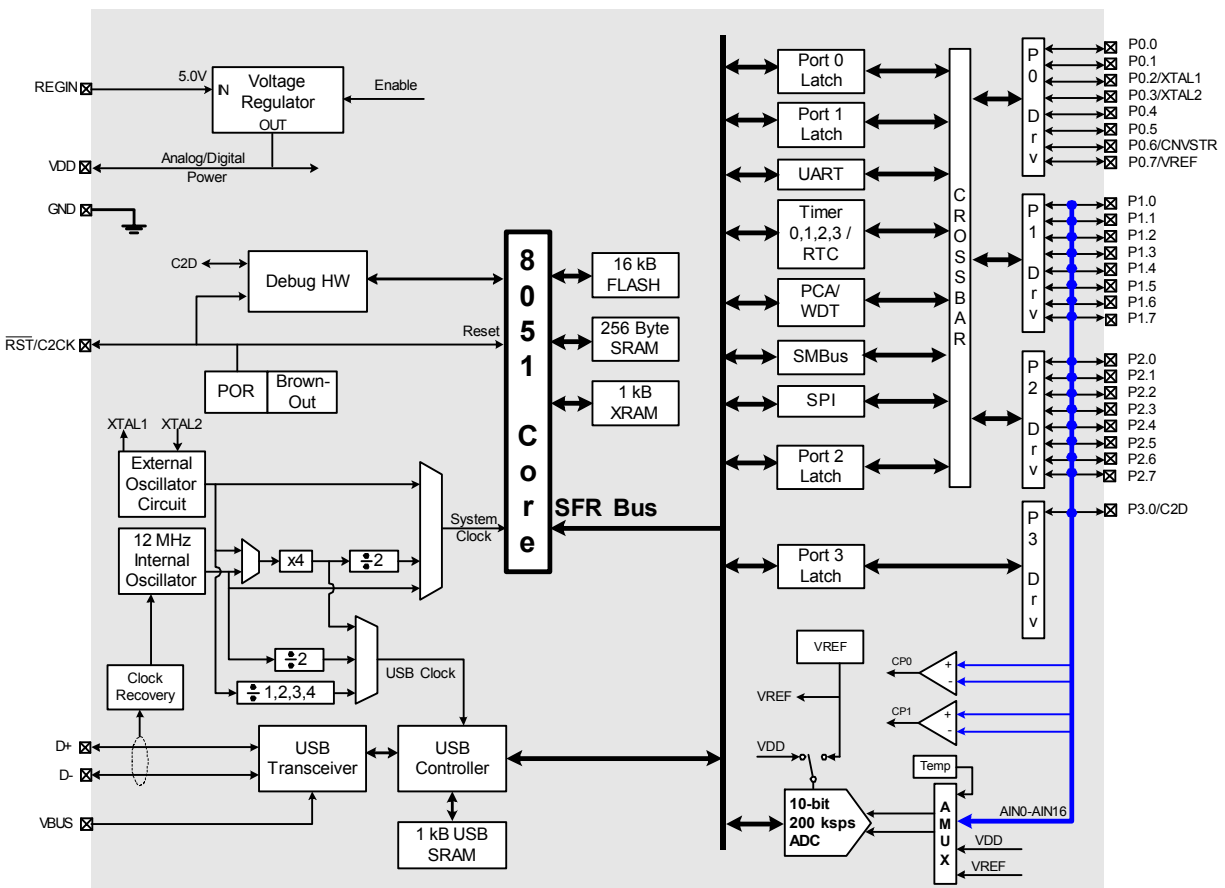 REGIN
5.0V
IN
Voltage
Regulator
OUT
Enable
VDD
Analog/Digital
Power
GND
C2D
Debug HW
RST/C2CK
Reset
POR
Brown-
Out
XTAL1
XTAL2
External
Oscillator
Circuit
12 MHz
Internal
Oscillator
x4
÷2
System
Clock
÷2
÷ 1,2,3,4
USB Clock
Clock
Recovery
D+
D-
VBUS
USB
Transceiver
USB
Controller
1 kB USB
SRAM
8051 Core
16 kB
FLASH
256 Byte
SRAM
1 kB
XRAM
SFR Bus
Port 0
Latch
Port 1
Latch
UART
Timer
0,1,2,3 /
RTC
PCA/
WDT
SMBus
SPI
Port 2
Latch
Port 3
Latch
CROSSBAR
P0 Drv
P0.0
P0.1
P0.2/XTAL1
P0.3/XTAL2
P0.4
P0.5
P0.6/CNVSTR
P0.7/VREF
P1 Drv
P1.0
P1.1
P1.2
P1.3
P1.4
P1.5
P1.6
P1.7
P2 Drv
P2.0
P2.1
P2.2
P2.3
P2.4
P2.5
P2.6
P2.7
P3 Drv
P3.0/C2D
VREF
VREF
VDD
CP0
+
-
CP1
+
-
Temp
10-bit
200 ksps
ADC
AMUX
AIN0-AIN16
VDD
VREF